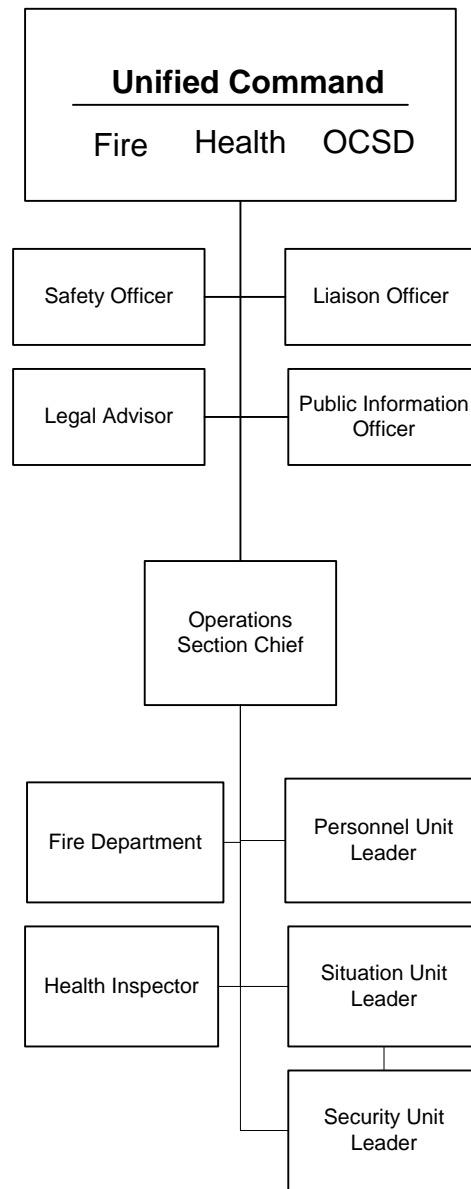 Unified Command
Fire Health OCSD
Safety Officer
Liaison Officer
Legal Advisor
Public Information
Officer
Operations
Section Chief
Fire Department
Personnel Unit
Leader
Health Inspector
Situation Unit
Leader
Security Unit
Leader